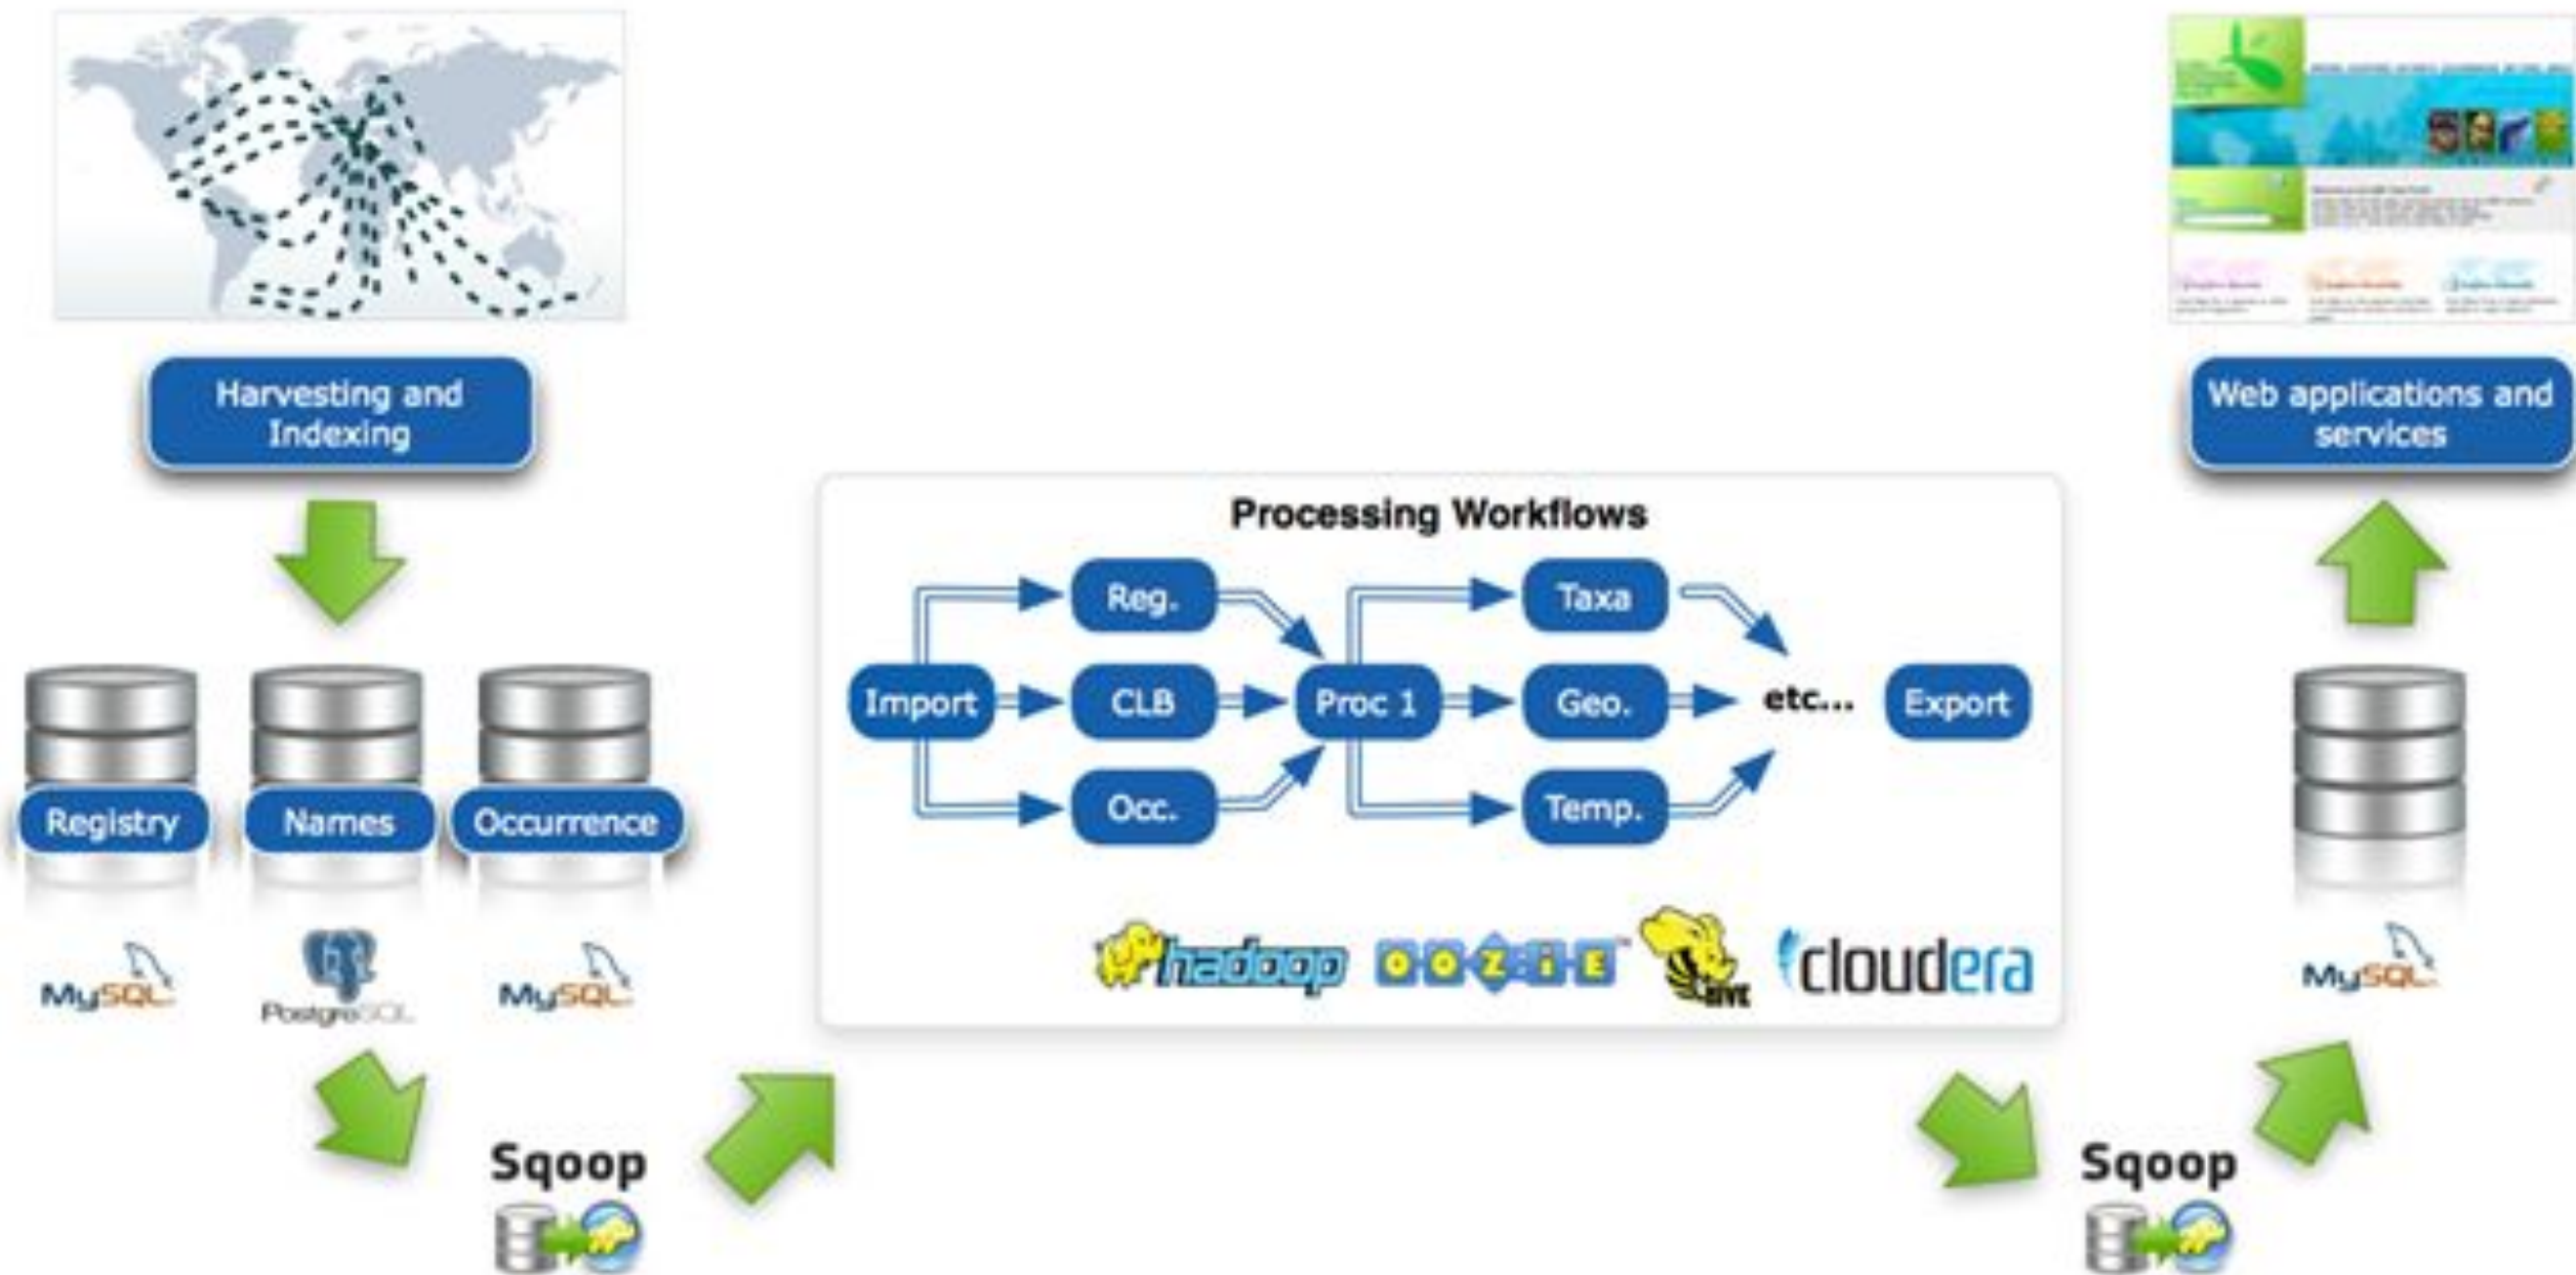 Harvesting and
Indexing
Registry
Names
Occurrence
MySQL
PostgreSQL
MySQL
Sqoop
Processing Workflows
Import
Reg.
CLB
Occ.
Proc 1
Taxa
Geo.
Temp.
etc...
Export
hadoop
OOZiE
HIVE
cloudera
Sqoop
MySQL
Web applications and
services